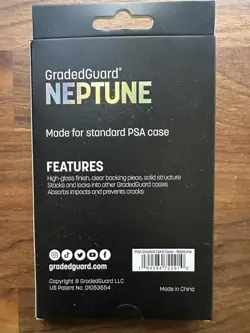 GradedGuard®
NEPTUNE
Made for standard PSA case
FEATURES
High-gloss finish, clear backing piece, solid structure
Stacks and locks into other GradedGuard cases
Absorbs impacts and prevents cracks
gradedguard.com
PSA Graded Card Case - Neptune
Copyright © GradedGuard LLC
US Patent No. D1053554
Made in China